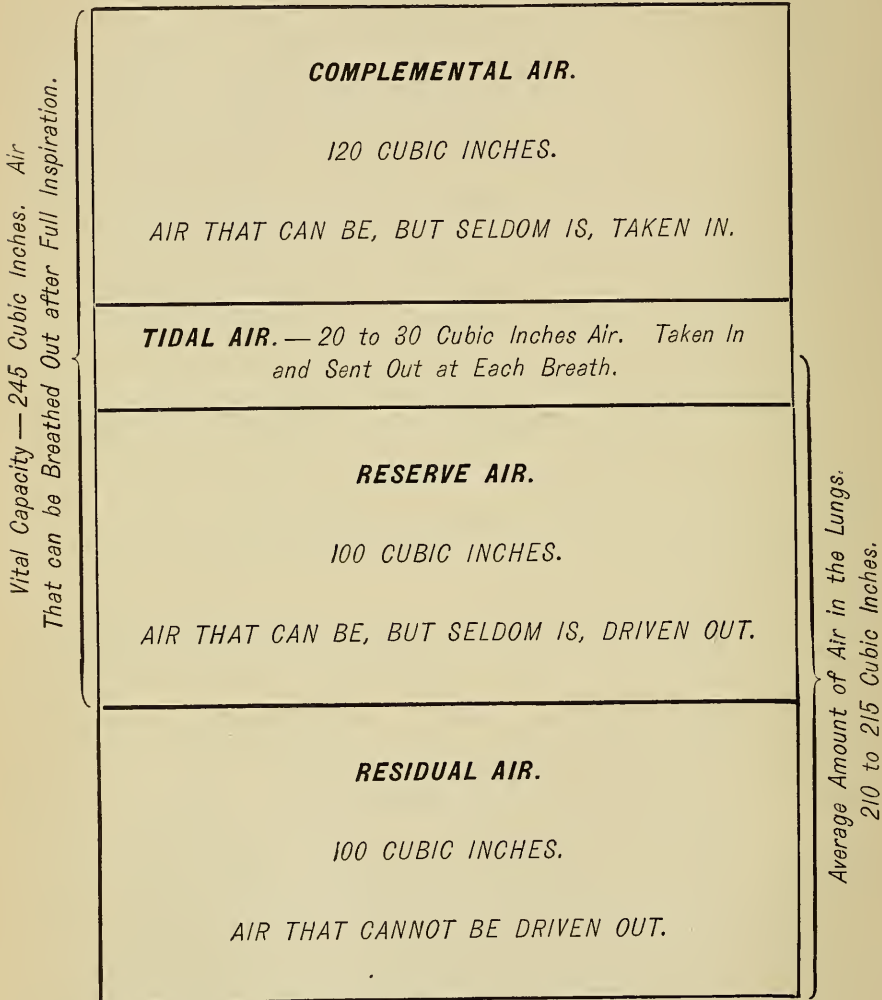 Vital Capacity — 245 Cubic Inches. Air
That can be Breathed Out after Full Inspiration.
COMPLEMENTAL AIR.
120 CUBIC INCHES.
AIR THAT CAN BE, BUT SELDOM IS, TAKEN IN.
TIDAL AIR. — 20 to 30 Cubic Inches Air. Taken In
and Sent Out at Each Breath.
RESERVE AIR.
100 CUBIC INCHES.
AIR THAT CAN BE, BUT SELDOM IS, DRIVEN OUT.
RESIDUAL AIR.
100 CUBIC INCHES.
AIR THAT CANNOT BE DRIVEN OUT.
Average Amount of Air in the Lungs.
210 to 215 Cubic Inches.